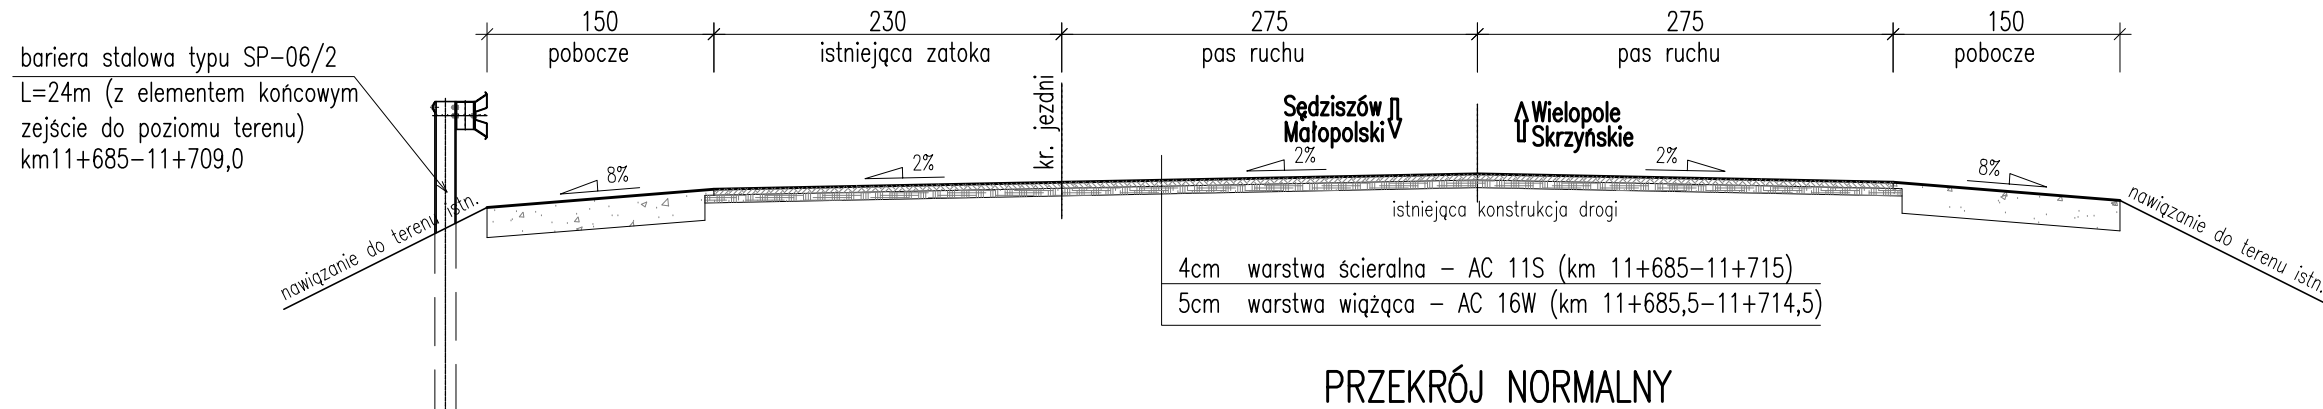 150 230 275 275 150
pobocze istniejąca zatoka pas ruchu pas ruchu pobocze
bariera stalowa typu SP-06/2
L=24m (z elementem końcowym
zejście do poziomu terenu)
km11+685-11+709,0
kr. jezdni
Sędziszów
Małopolski
Wielopole
Skrzyńskie
8% 2% 2% 2% 8%
nawiązanie do terenu istn.
nawiązanie do terenu istn.
istniejąca konstrukcja drogi
4cm warstwa ścieralna - AC 11S (km 11+685-11+715)
5cm warstwa wiążąca - AC 16W (km 11+685,5-11+714,5)
PRZEKRÓJ NORMALNY